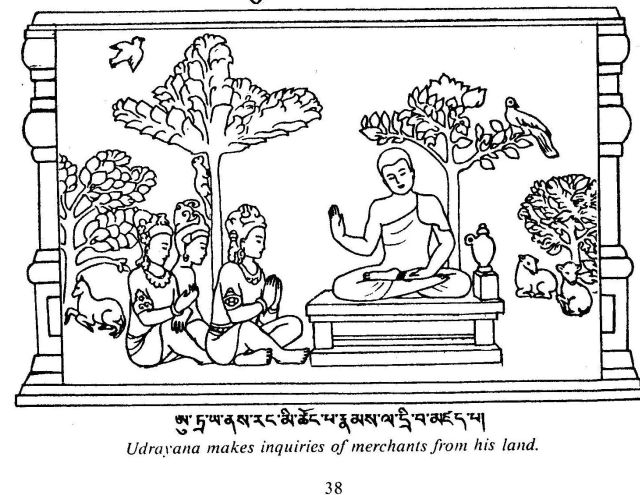 ཨུ་ཏྲ་ཡ་ནས་རང་མི་ཚོང་པ་རྣམས་ལ་དྲི་བ་མཛད་པ།
Udrayana makes inquiries of merchants from his land.
38